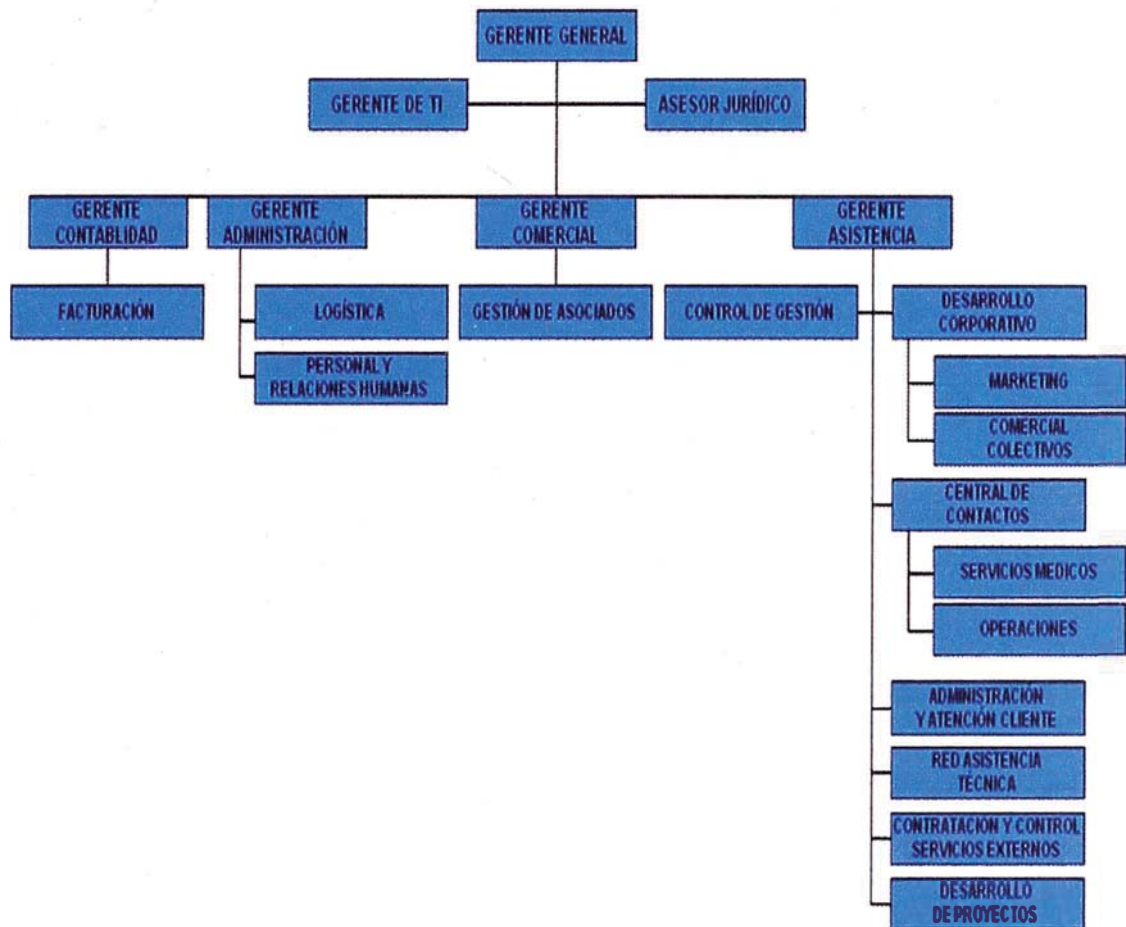 GERENTE GENERAL
GERENTE DE TI
ASESOR JURÍDICO
GERENTE
CONTABLIDAD
GERENTE
ADMINISTRACIÓN
GERENTE
COMERCIAL
GERENTE
ASISTENCIA
FACTURACIÓN
LOGÍSTICA
PERSONAL Y
RELACIONES HUMANAS
GESTIÓN DE ASOCIADOS
CONTROL DE GESTIÓN
DESARROLLO
CORPORATIVO
MARKETING
COMERCIAL
COLECTIVOS
CENTRAL DE
CONTACTOS
SERVICIOS MEDICOS
OPERACIONES
ADMINISTRACIÓN
Y ATENCIÓN CLIENTE
RED ASISTENCIA
TÉCNICA
CONTRATACION Y CONTROL
SERVICIOS EXTERNOS
DESARROLLO
DE PROYECTOS